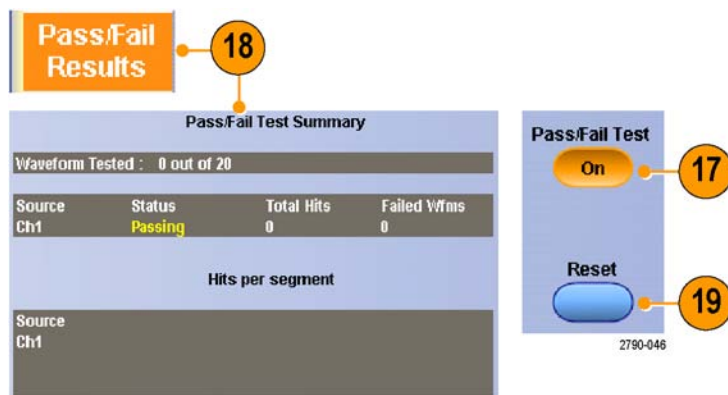 Pass/Fail
Results
18
Pass/Fail Test Summary
Waveform Tested : 0 out of 20
Source Status Total Hits Failed Wfms
Ch1 Passing 0 0
Hits per segment
Source
Ch1
Pass/Fail Test
On
17
Reset
19
2790-046